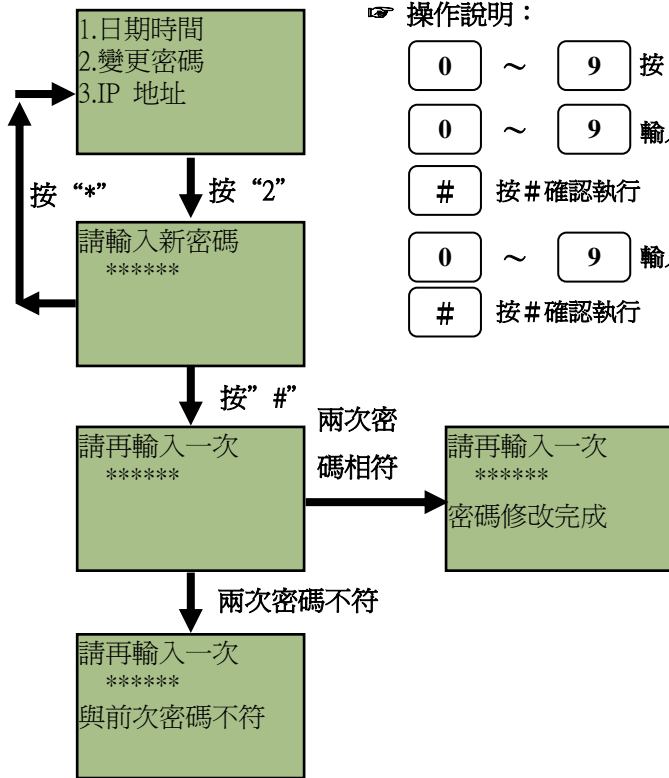 1.日期時間
2.變更密碼
3.IP 地址
按 “*”
按 “2”
請輸入新密碼
******
按” #”
請再輸入一次
******
兩次密
碼相符
請再輸入一次
******
密碼修改完成
兩次密碼不符
請再輸入一次
******
與前次密碼不符
☞ 操作說明：
0 ～ 9 按
0 ～ 9
# 按#確認執行
0 ～ 9
# 按#確認執行